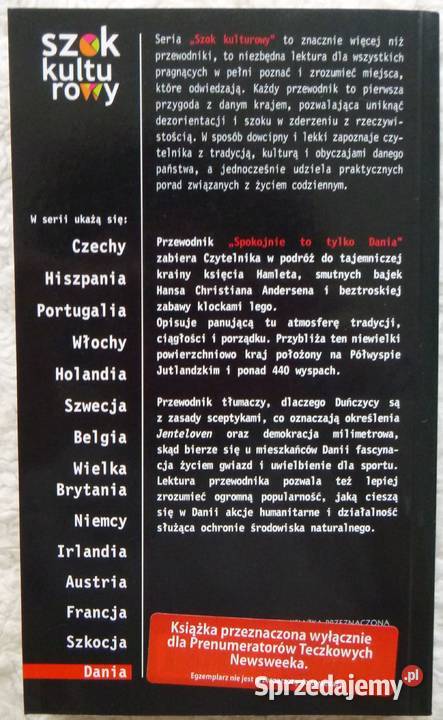 szok
kultu
rowy
Seria „Szok kulturowy" to znacznie więcej niż
przewodniki, to niezbędna lektura dla wszystkich
pragnących w pełni poznać i zrozumieć miejsca,
które odwiedzają. Każdy przewodnik to pierwsza
przygoda z danym krajem, pozwalająca uniknąć
dezorientacji i szoku w zderzeniu z rzeczywi-
stością. W sposób dowcipny i lekki zapoznaje czy-
telnika z tradycją, kulturą i obyczajami danego
państwa, a jednocześnie udziela praktycznych
porad związanych z życiem codziennym.
W serii ukażą się:
Czechy
Hiszpania
Portugalia
Włochy
Holandia
Szwecja
Belgia
Wielka
Brytania
Niemcy
Irlandia
Austria
Francja
Szkocja
Dania
Przewodnik „Spokojnie to tylko Dania"
zabiera Czytelnika w podróż do tajemniczej
krainy księcia Hamleta, smutnych bajek
Hansa Christiana Andersena i beztroskiej
zabawy klockami lego.
Opisuje panującą tu atmosferę tradycji,
ciągłości i porządku. Przybliża ten niewielki
powierzchniowo kraj położony na Półwyspie
Jutlandzkim i ponad 440 wyspach.
Przewodnik tłumaczy, dlaczego Duńczycy są
z zasady sceptykami, co oznaczają określenia
Jenteloven oraz demokracja milimetrowa,
skąd bierze się u mieszkańców Danii fascyna-
cja życiem gwiazd i uwielbienie dla sportu.
Lektura przewodnika pozwala też lepiej
zrozumieć ogromną popularność, jaką cieszą
się w Danii akcje humanitarne i działalność
służąca ochronie środowiska naturalnego.
KSIĄŻKA PRZEZNACZONA
Książka przeznaczona wyłącznie
dla Prenumeratorów Teczkowych
Newsweeka.
Egzemplarz nie jest
Sprzedajemy.pl